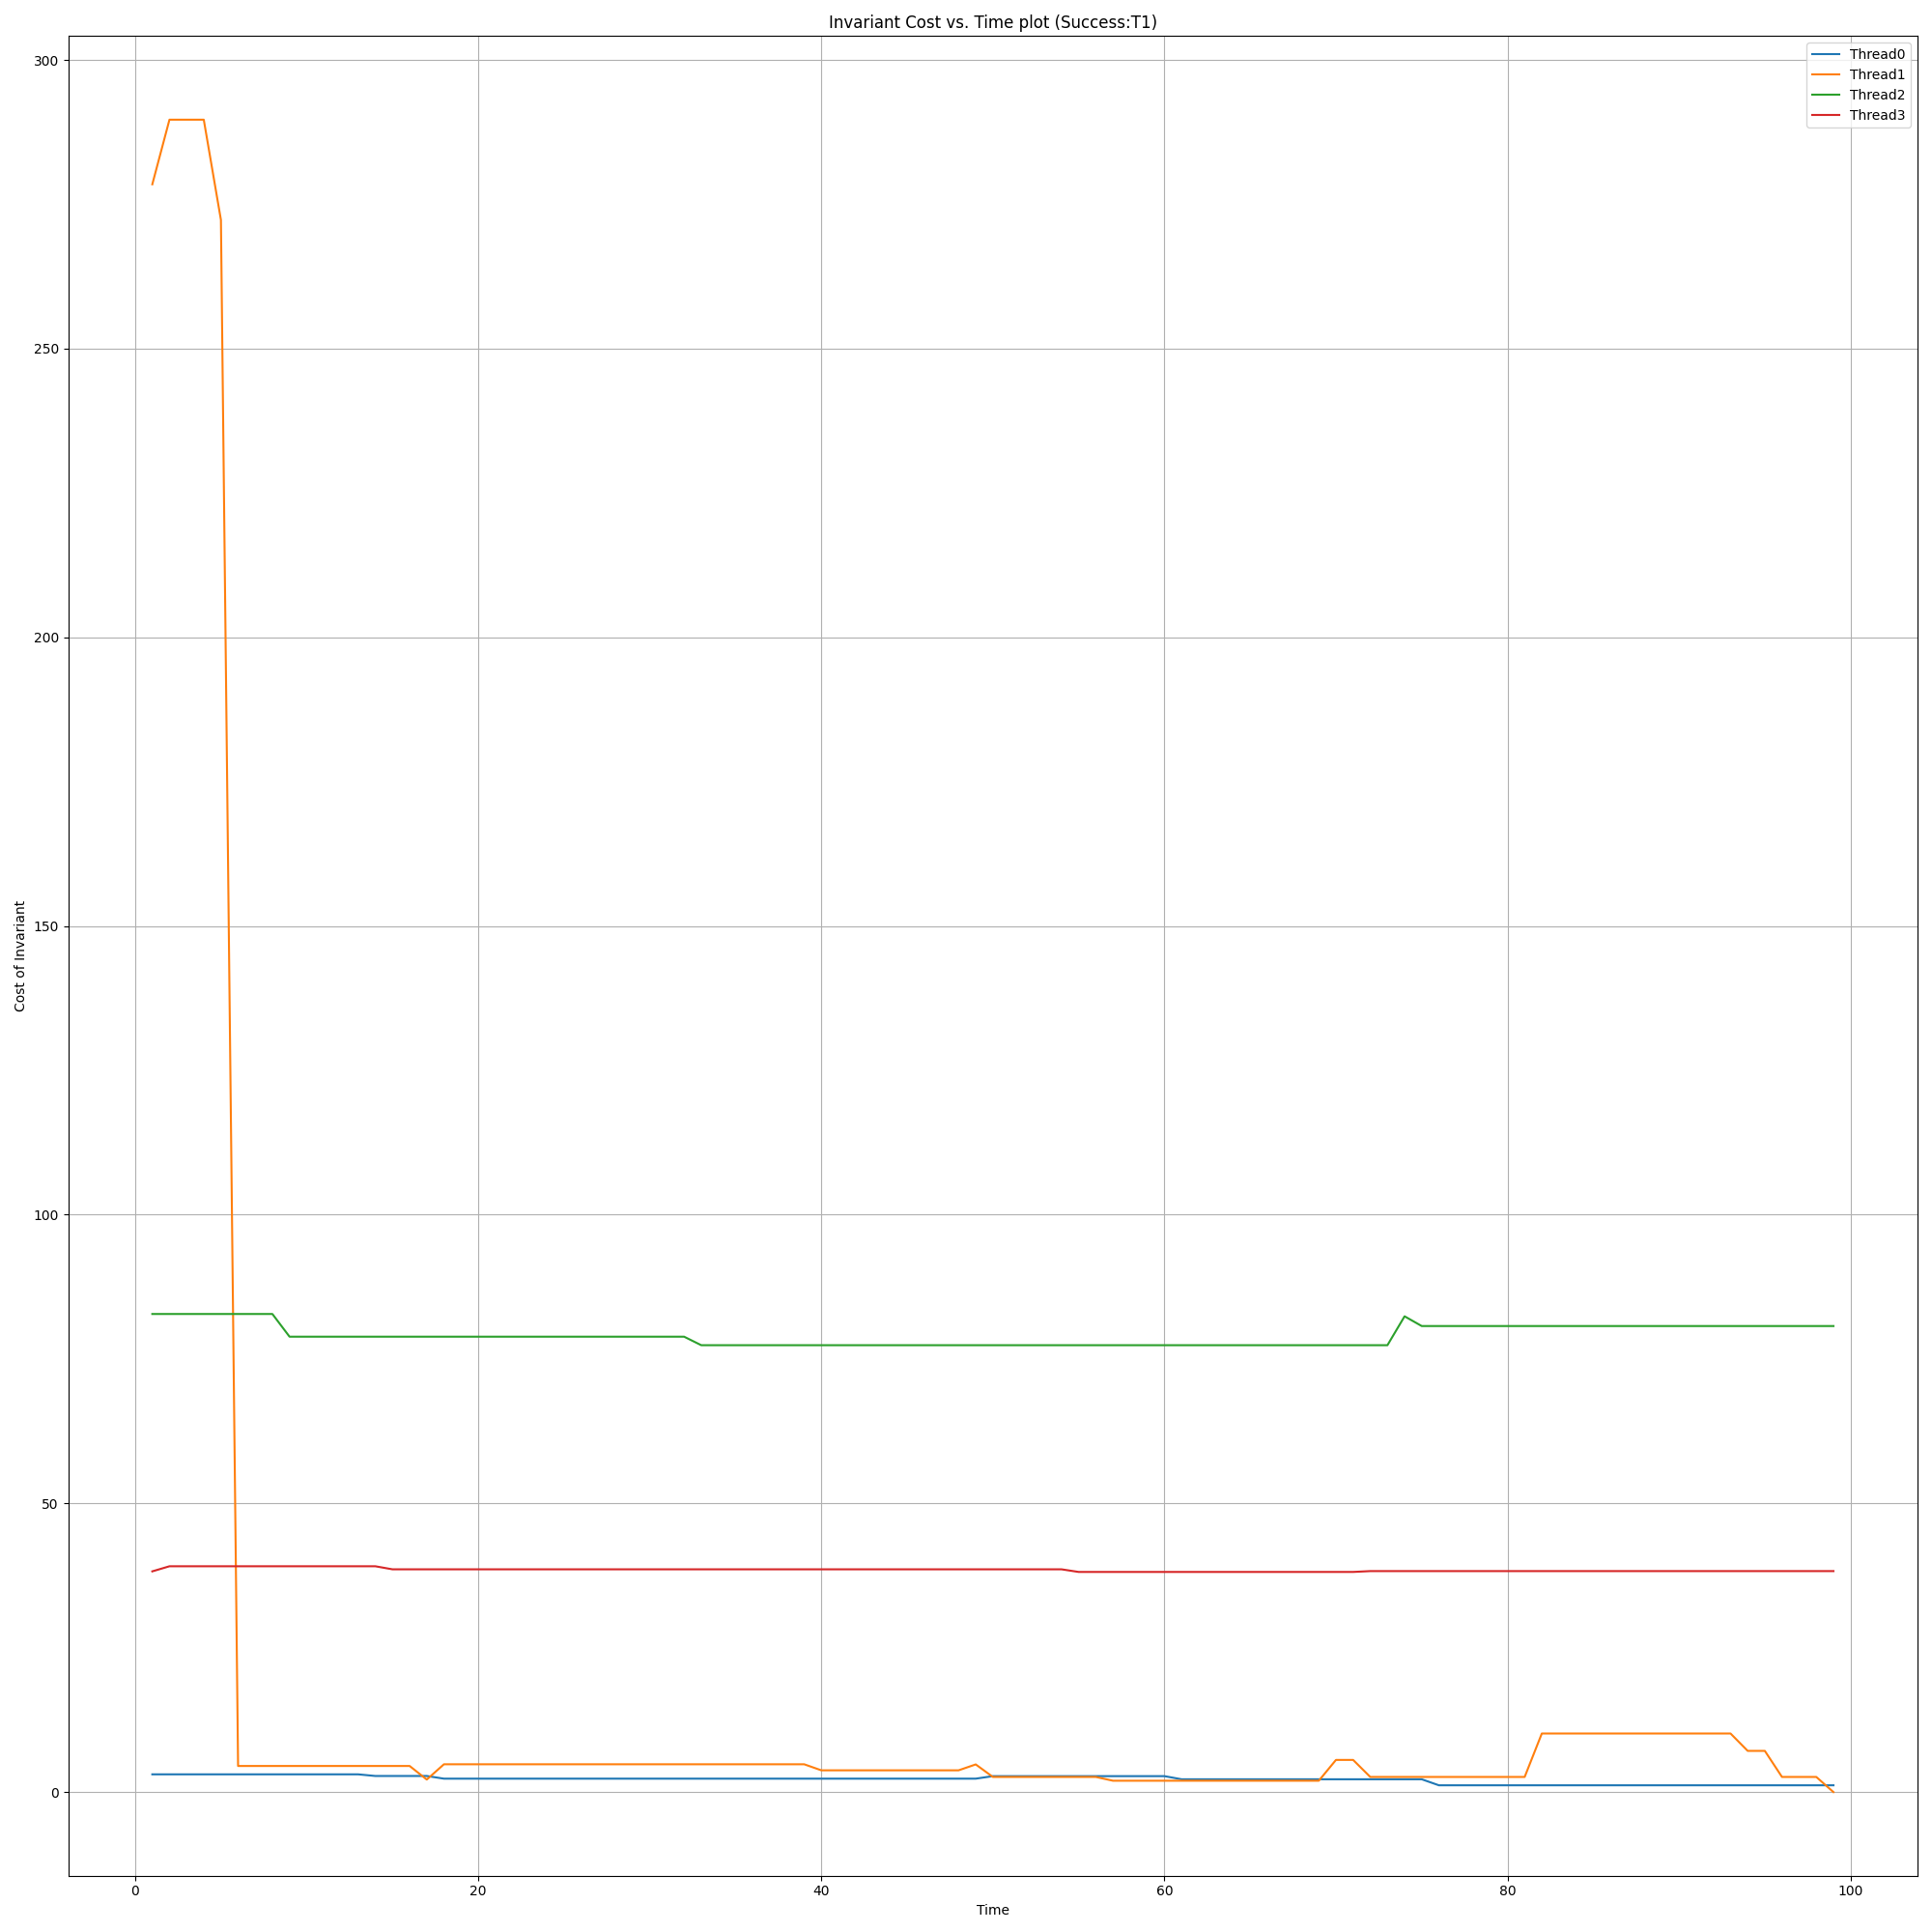 Invariant Cost vs. Time plot (Success:T1)
Thread0
Thread1
Thread2
Thread3
Cost of Invariant
300
250
200
150
100
50
0
0 20 40 60 80 100
Time